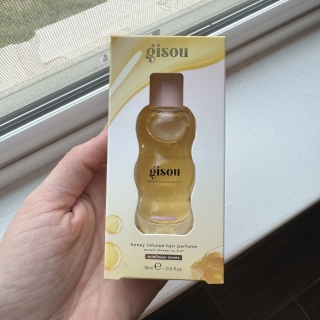 gisou
gisou
honey infused hair perfume
parfum cheveux au miel
wildflower honey
15ml ℮ 0.5 fl.oz.